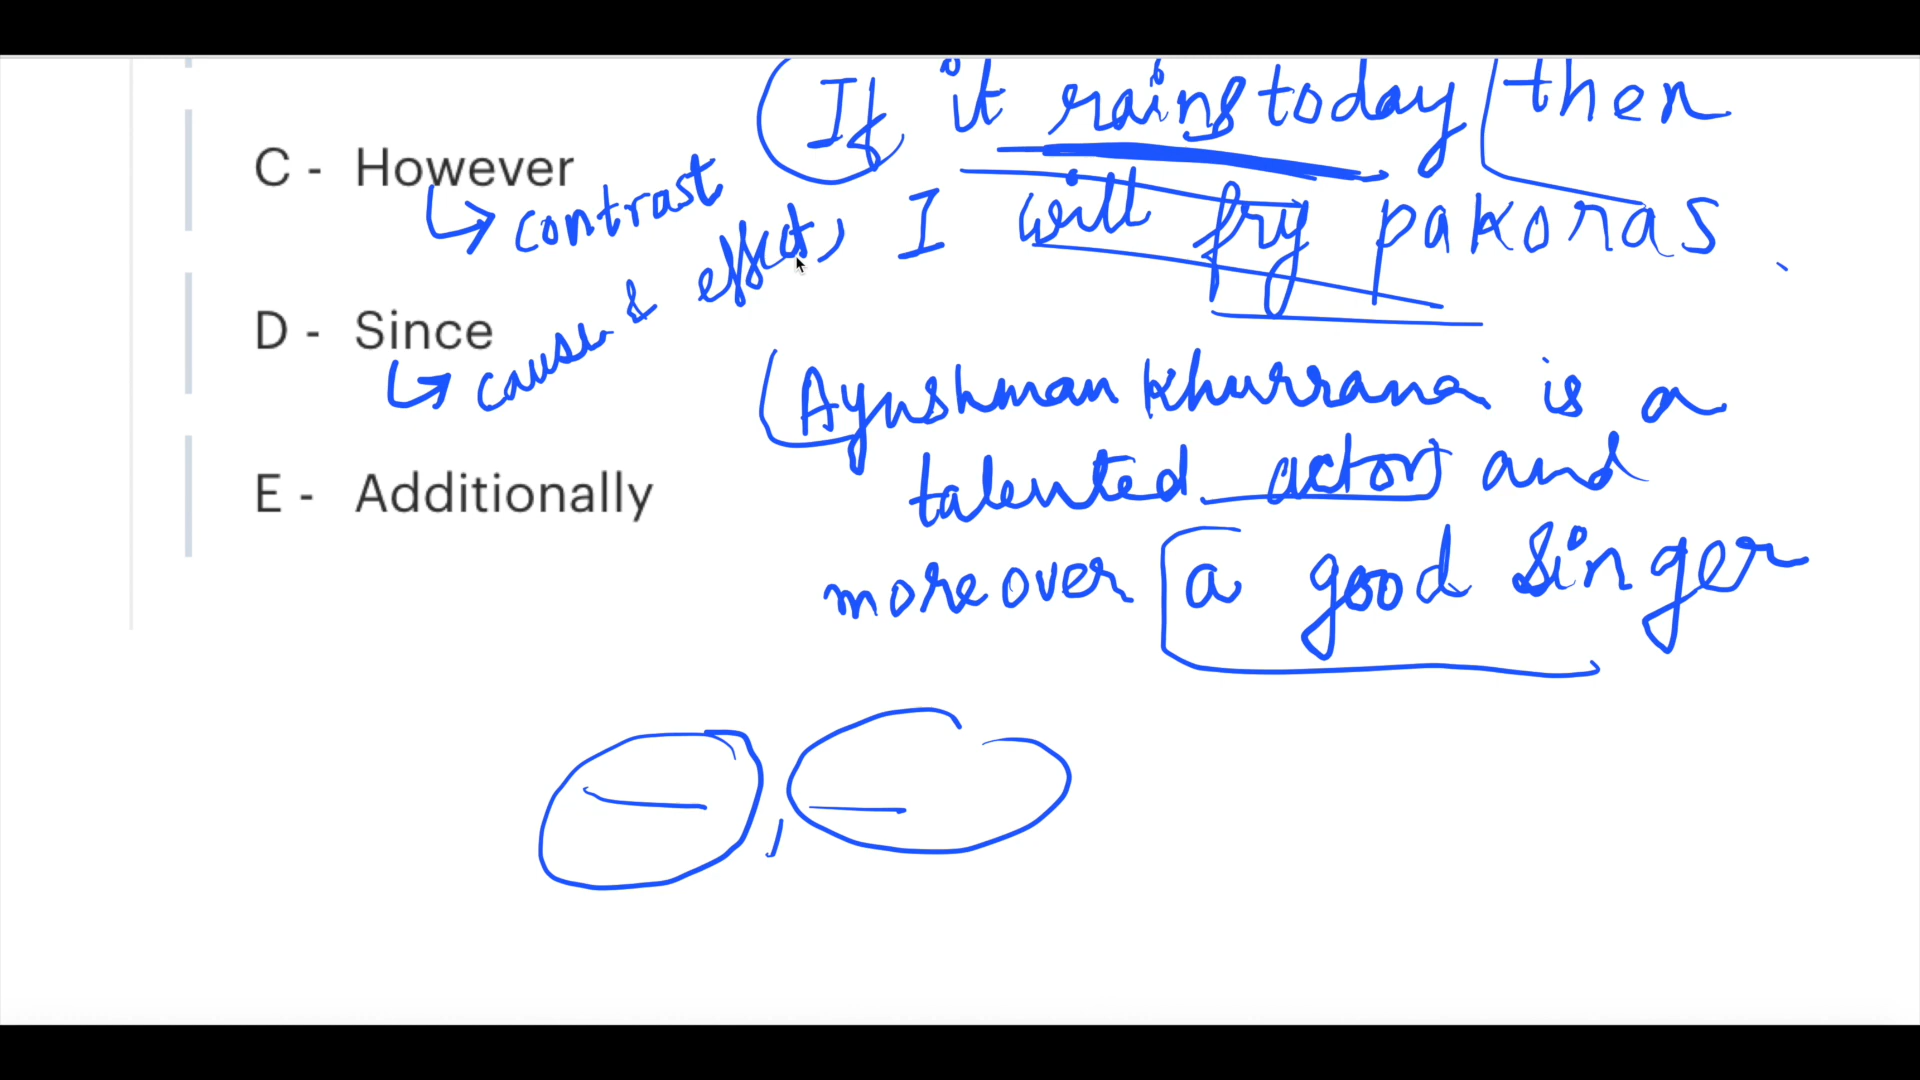 If it rains today then
C - However
contrast
, I will fry pakoras.
cause & effect
D - Since
Ayushman Khurrana is a
talented actor and
E - Additionally
moreover a good singer
,